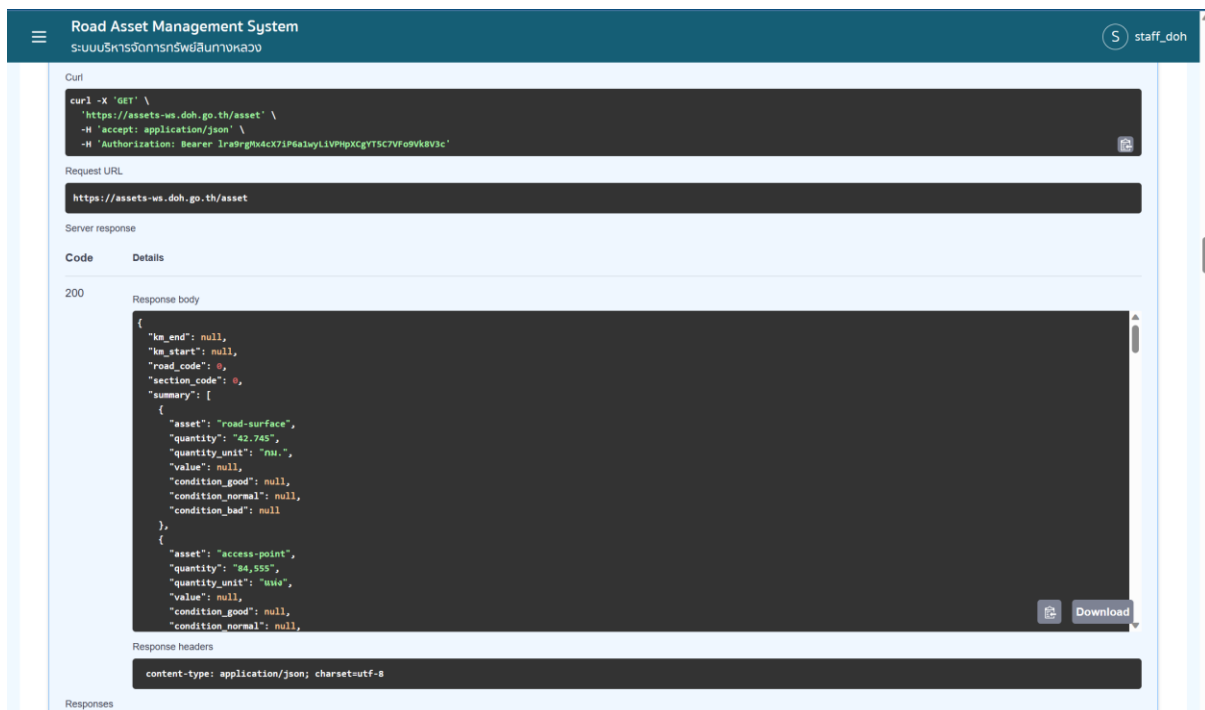 Road Asset Management System
ระบบบริหารจัดการทรัพย์สินทางหลวง
S staff_doh
Curl
curl -X 'GET' \
'https://assets-ws.doh.go.th/asset' \
-H 'accept: application/json' \
-H 'Authorization: Bearer lra9rgMx4cX7iP6a1wyLiVPHpXCgYTSC7VFo9Vk8V3c'
Request URL
https://assets-ws.doh.go.th/asset
Server response
Code Details
200
Response body
{
"km_end": null,
"km_start": null,
"road_code": 0,
"section_code": 0,
"summary": [
{
"asset": "road-surface",
"quantity": "42.745",
"quantity_unit": "กม.",
"value": null,
"condition_good": null,
"condition_normal": null,
"condition_bad": null
},
{
"asset": "access-point",
"quantity": "84,555",
"quantity_unit": "แห่ง",
"value": null,
"condition_good": null,
"condition_normal": null,
Download
Response headers
content-type: application/json; charset=utf-8
Responses